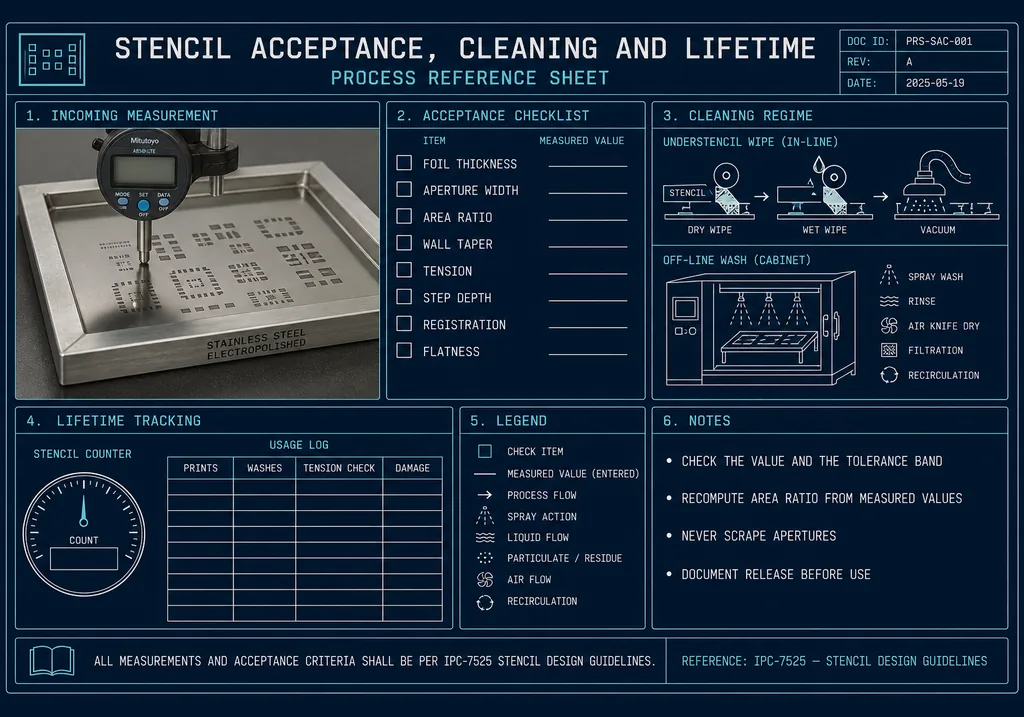 STENCIL ACCEPTANCE, CLEANING AND LIFETIME
PROCESS REFERENCE SHEET
DOC ID: PRS-SAC-001
REV: A
DATE: 2025-05-19
1. INCOMING MEASUREMENT
Mitutoyo
ABSOLUTE
MODE SET DATA
OFF
STAINLESS STEEL
ELECTROPOLISHED
2. ACCEPTANCE CHECKLIST
ITEM MEASURED VALUE
FOIL THICKNESS
APERTURE WIDTH
AREA RATIO
WALL TAPER
TENSION
STEP DEPTH
REGISTRATION
FLATNESS
3. CLEANING REGIME
UNDERSTENCIL WIPE (IN-LINE)
STENCIL
DRY WIPE WET WIPE VACUUM
OFF-LINE WASH (CABINET)
SPRAY WASH
RINSE
AIR KNIFE DRY
FILTRATION
RECIRCULATION
4. LIFETIME TRACKING
STENCIL COUNTER
COUNT
USAGE LOG
PRINTS WASHES TENSION CHECK DAMAGE
5. LEGEND
CHECK ITEM
MEASURED VALUE (ENTERED)
PROCESS FLOW
SPRAY ACTION
LIQUID FLOW
PARTICULATE / RESIDUE
AIR FLOW
RECIRCULATION
6. NOTES
• CHECK THE VALUE AND THE TOLERANCE BAND
• RECOMPUTE AREA RATIO FROM MEASURED VALUES
• NEVER SCRAPE APERTURES
• DOCUMENT RELEASE BEFORE USE
ALL MEASUREMENTS AND ACCEPTANCE CRITERIA SHALL BE PER IPC-7525 STENCIL DESIGN GUIDELINES.
REFERENCE: IPC-7525 — STENCIL DESIGN GUIDELINES